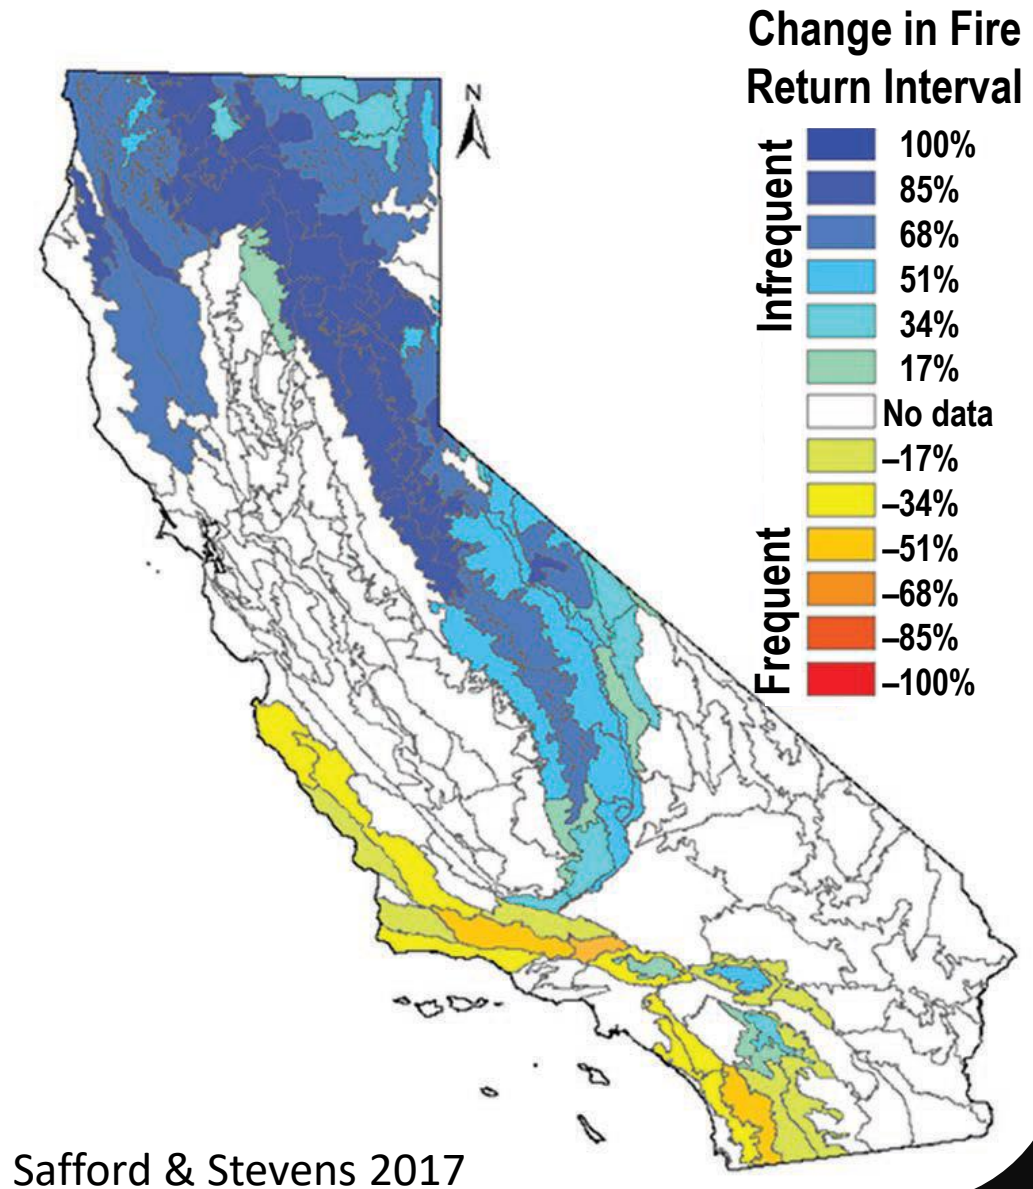 Change in Fire
Return Interval
N
Infrequent
100%
85%
68%
51%
34%
17%
No data
Frequent
–17%
–34%
–51%
–68%
–85%
–100%
Safford & Stevens 2017